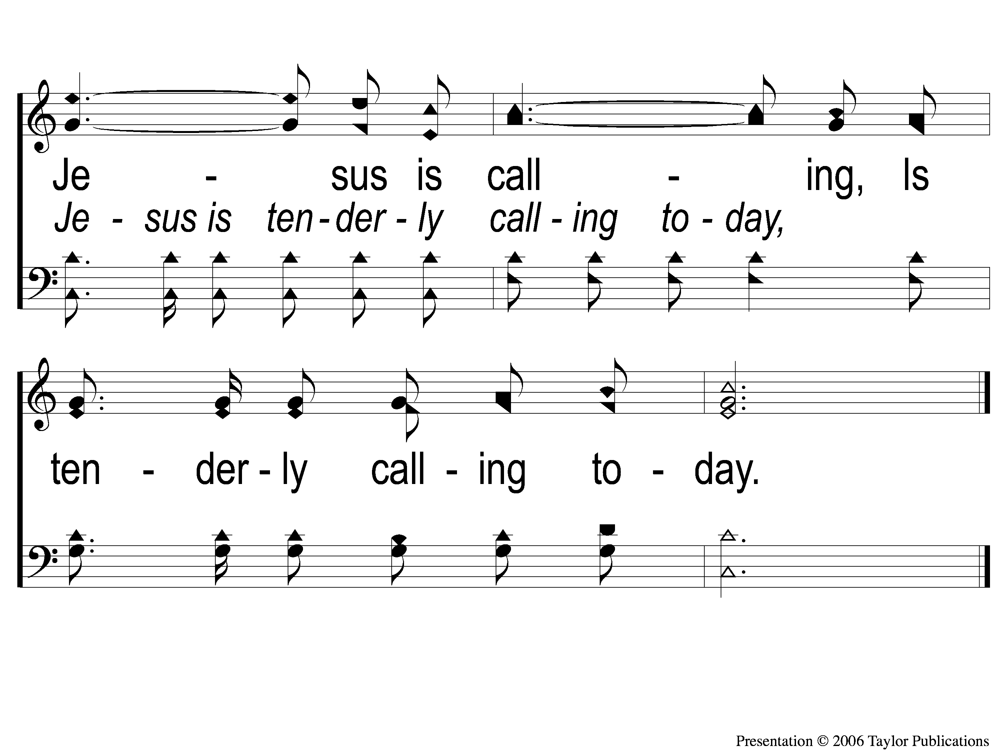 Je - sus is call - ing, Is
Je - sus is ten - der - ly call - ing to - day,
ten - der - ly call - ing to - day.
Presentation © 2006 Taylor Publications